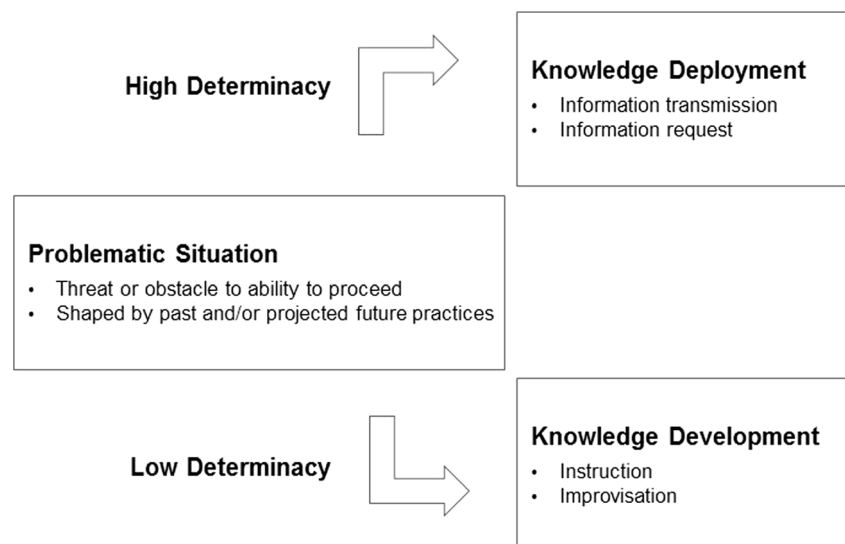 High Determinacy
Knowledge Deployment
• Information transmission
• Information request
Problematic Situation
• Threat or obstacle to ability to proceed
• Shaped by past and/or projected future practices
Low Determinacy
Knowledge Development
• Instruction
• Improvisation